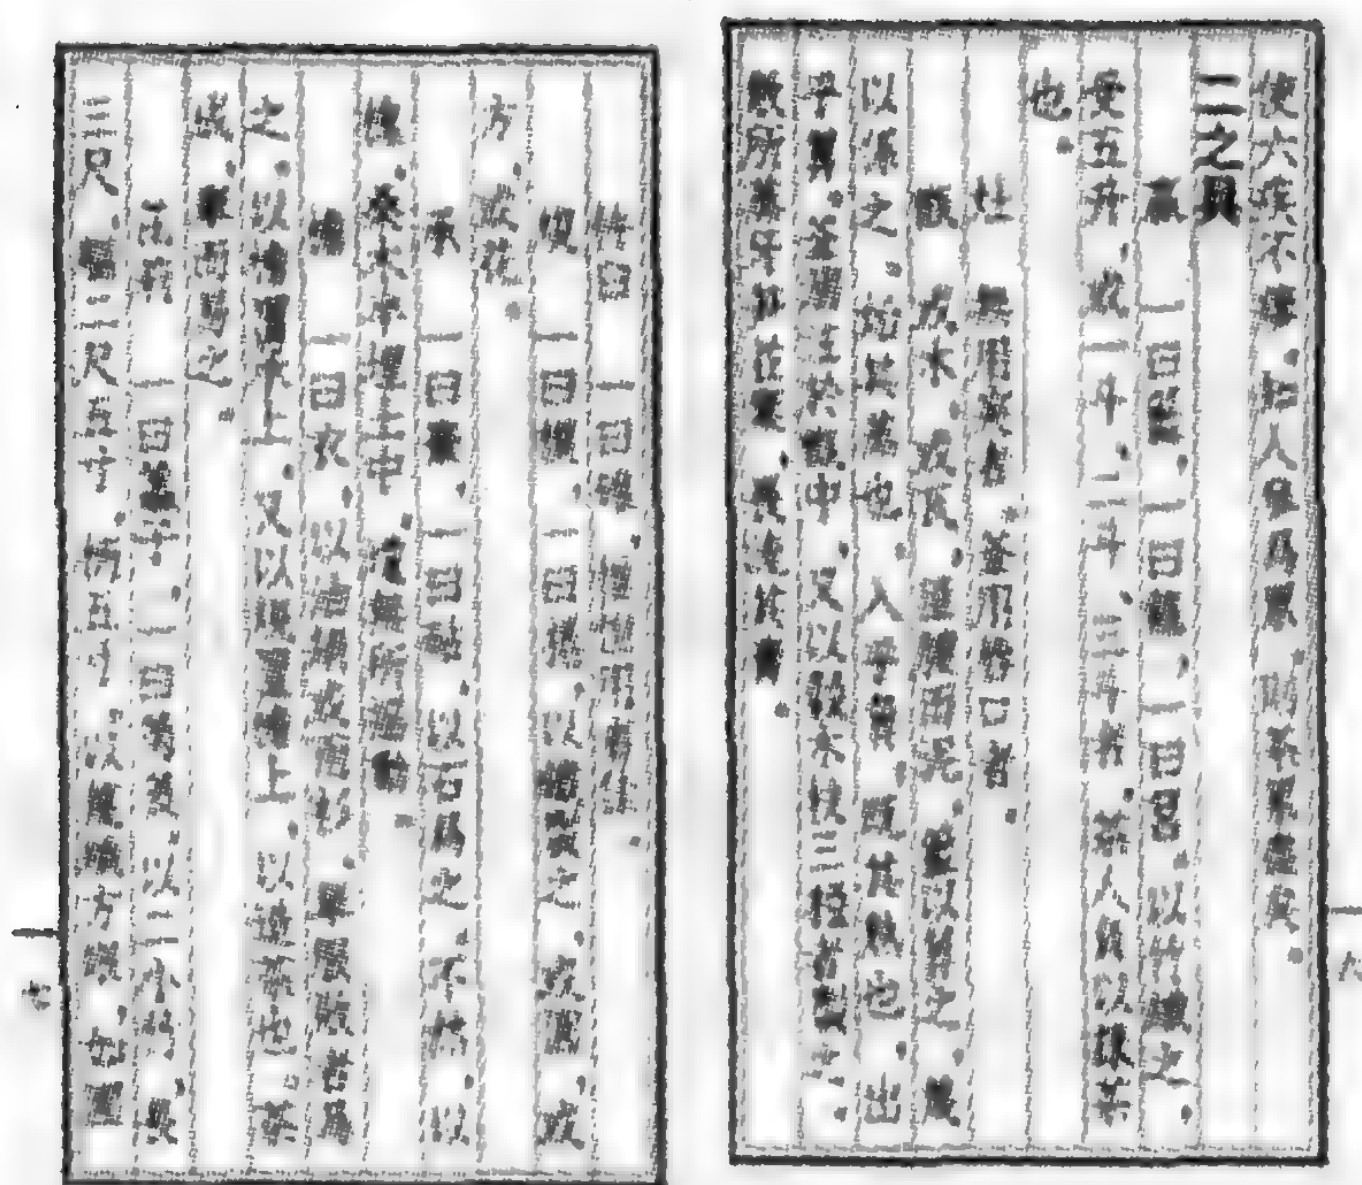 使六疾不瘳知人參為累則茶累盡矣
二之具
籝一曰籃一曰籠一曰筥以竹織之
受五升或一斗二斗三斗者茶人負以採茶
也
竈無用突者釜用脣口者
甑或木或瓦匪腰而泥籃以箄之篾
以系之始其蒸也入乎箄既其熟也出
乎箄釜涸注於甑中又以榖木枝三椏者制之
散所蒸牙筍并葉畏流其膏
杵臼一曰碓惟恒用者佳
規一曰模一曰棬以鐵制之或圓或
方或花
承一曰臺一曰砧以石為之不然以
槐桑木半埋地中遣無所搖動
檐一曰衣以油絹或雨衫單服敗者為
之以檐置承上又以規置檐上以造茶也茶
成舉而易之
芘莉一曰羸子一曰篣筤以二小竹長
三尺軀二尺五寸柄五寸以篾織方眼如圃